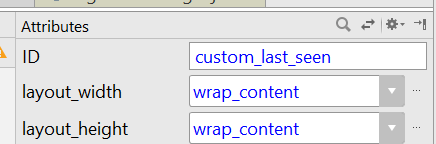 Attributes
ID custom_last_seen
layout_width wrap_content ...
layout_height wrap_content ...